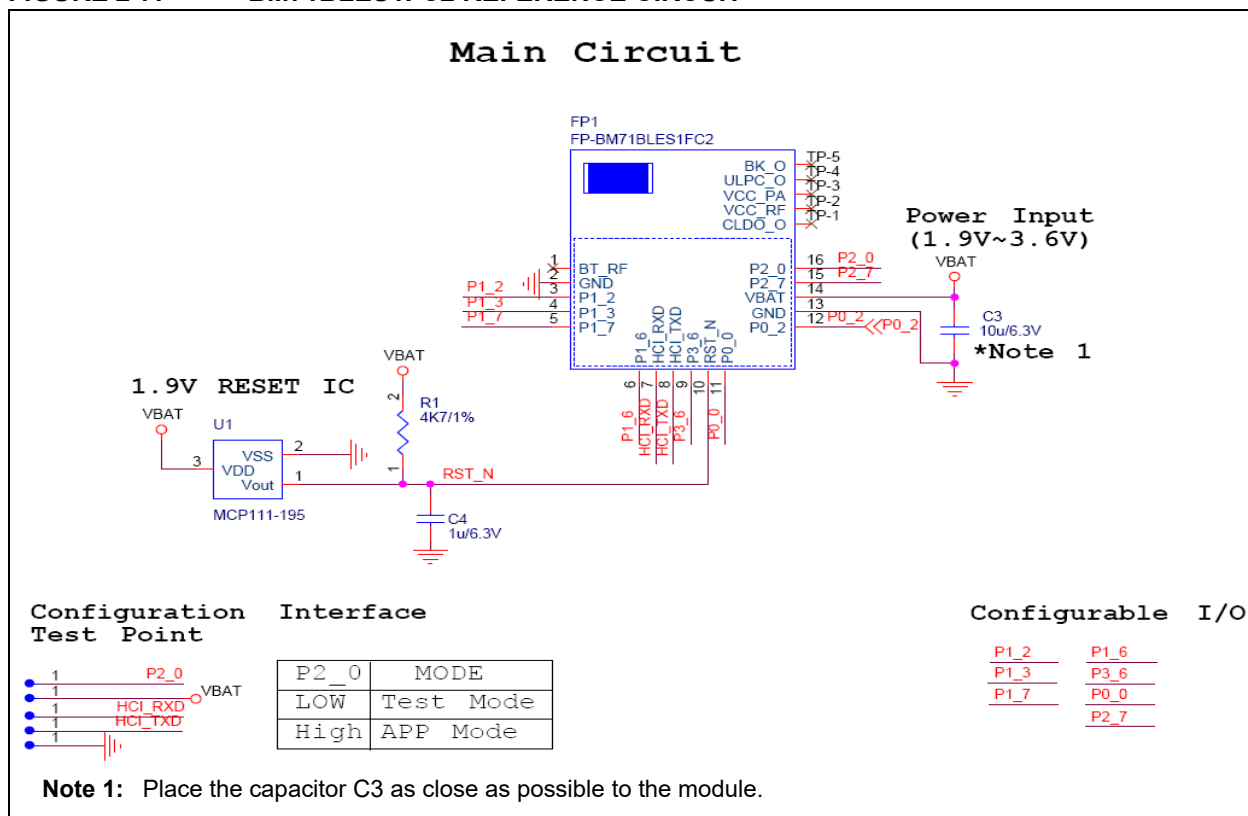 Main Circuit
FP1
FP-BM71BLES1FC2
BK_O TP-5
ULPC_O TP-4
VCC_PA TP-3
VCC_RF TP-2
CLDO_O TP-1
Power Input
(1.9V~3.6V)
VBAT
1 BT_RF
2 GND
P1_2 3 P1_2
P1_3 4 P1_3
P1_7 5 P1_7
P2_0 16 P2_0
P2_7 15 P2_7
VBAT 14
GND 13
P0_2 12 P0_2 P0_2
C3
10u/6.3V
*Note 1
P1_6 HCI_RXD HCI_TXD P3_6 RST_N P0_0
6 7 8 9 10 11
P1_6 HCI_RXD HCI_TXD P3_6 P0_0
1.9V RESET IC
VBAT
U1
3 VDD
VSS 2
Vout 1
MCP111-195
VBAT
2
R1
4K7/1%
1
RST_N
C4
1u/6.3V
Configuration Interface
Test Point
1 P2_0
1 VBAT
1 HCI_RXD
1 HCI_TXD
1
P2_0 MODE
LOW Test Mode
High APP Mode
Configurable I/O
P1_2 P1_6
P1_3 P3_6
P1_7 P0_0
P2_7
Note 1: Place the capacitor C3 as close as possible to the module.